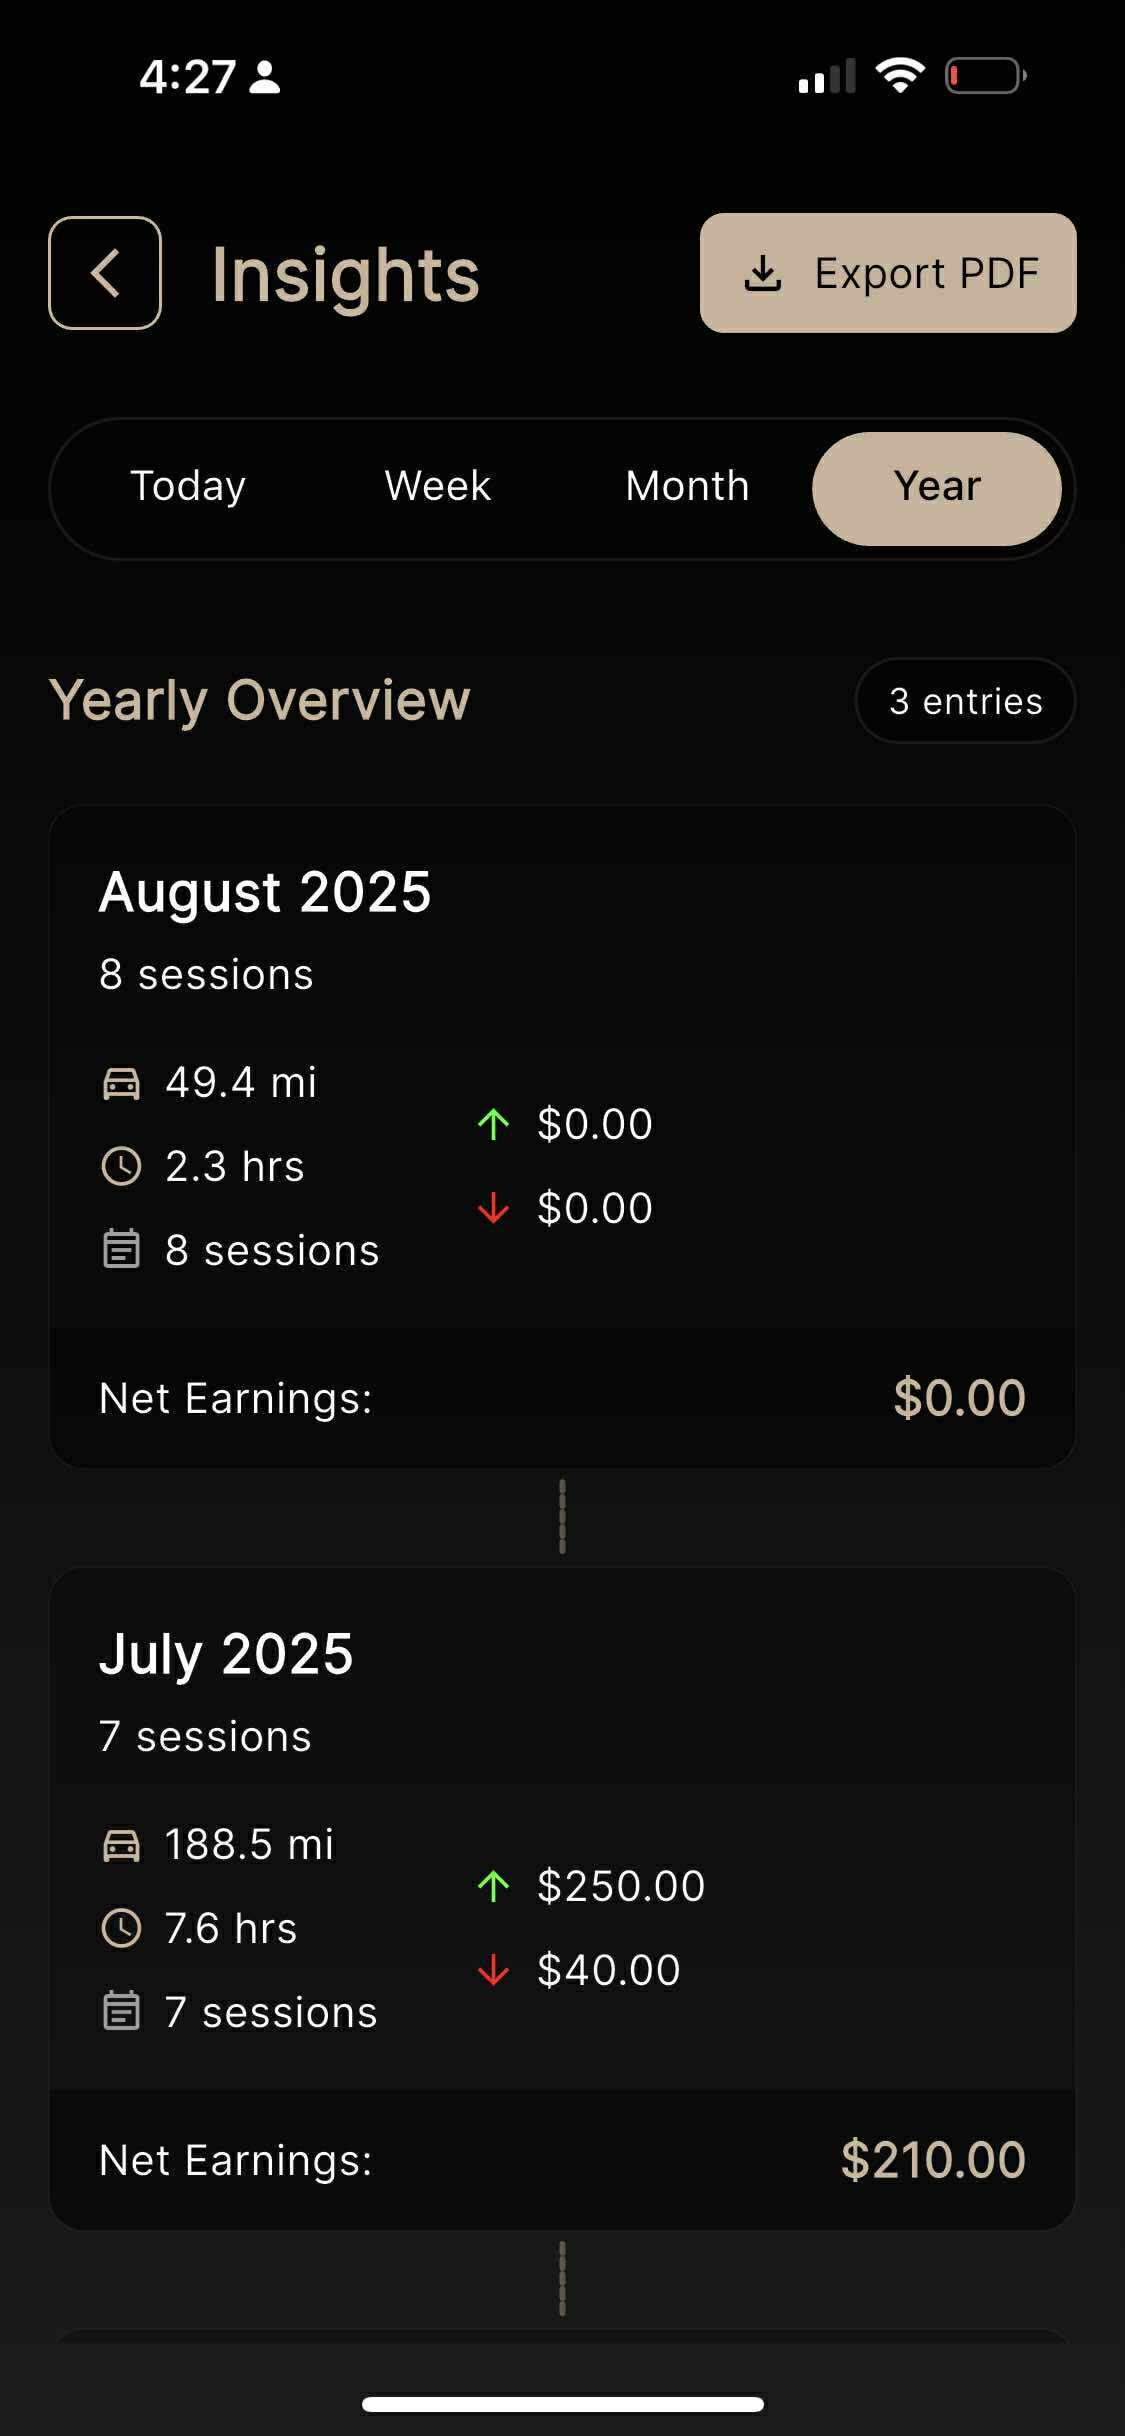 4:27
Insights
Export PDF
Today Week Month Year
Yearly Overview
3 entries
August 2025
8 sessions
49.4 mi
2.3 hrs
8 sessions
$0.00
$0.00
Net Earnings: $0.00
July 2025
7 sessions
188.5 mi
7.6 hrs
7 sessions
$250.00
$40.00
Net Earnings: $210.00